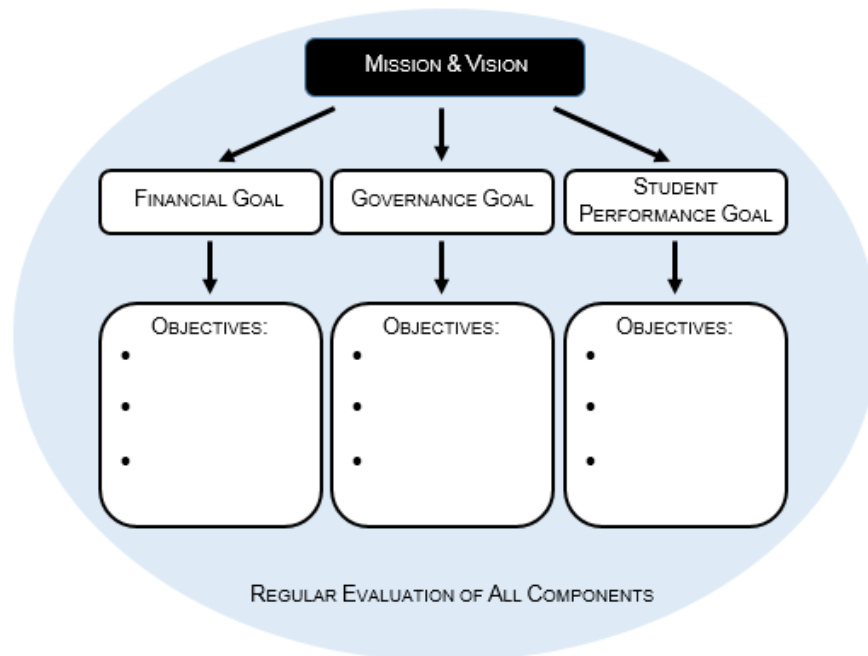 Mission & Vision
Financial Goal
Governance Goal
Student
Performance Goal
Objectives:
•
•
•
Objectives:
•
•
•
Objectives:
•
•
•
Regular Evaluation of All Components